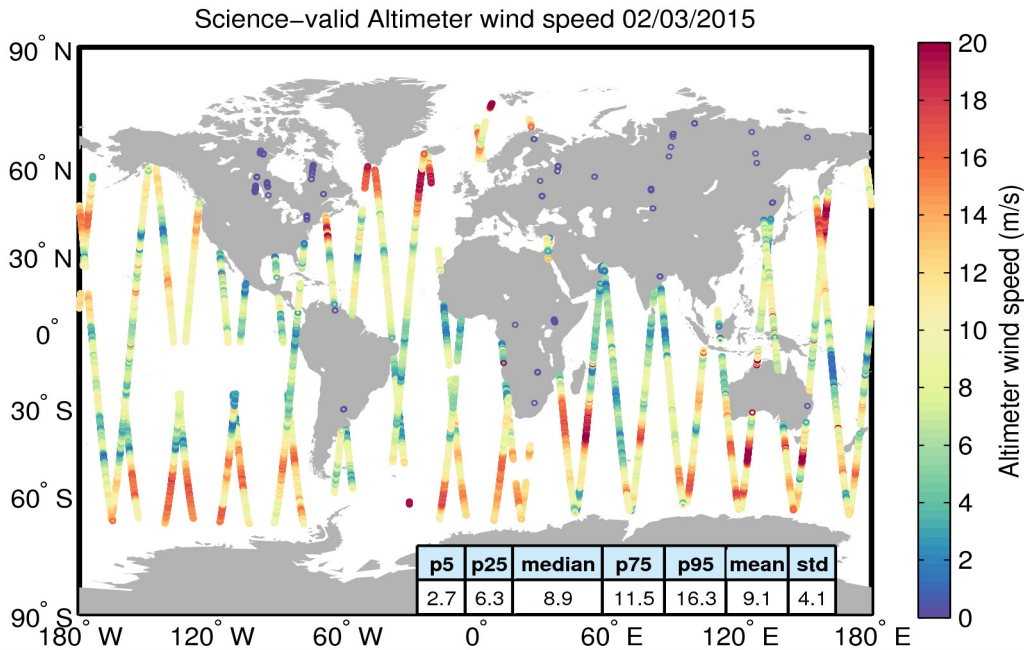 Science−valid Altimeter wind speed 02/03/2015
90° N
60° N
30° N
0°
30° S
60° S
90° S
180° W
120° W
60° W
0°
60° E
120° E
180° E
p5 p25 median p75 p95 mean std
2.7 6.3 8.9 11.5 16.3 9.1 4.1
20
18
16
14
12
10
8
6
4
2
0
Altimeter wind speed (m/s)